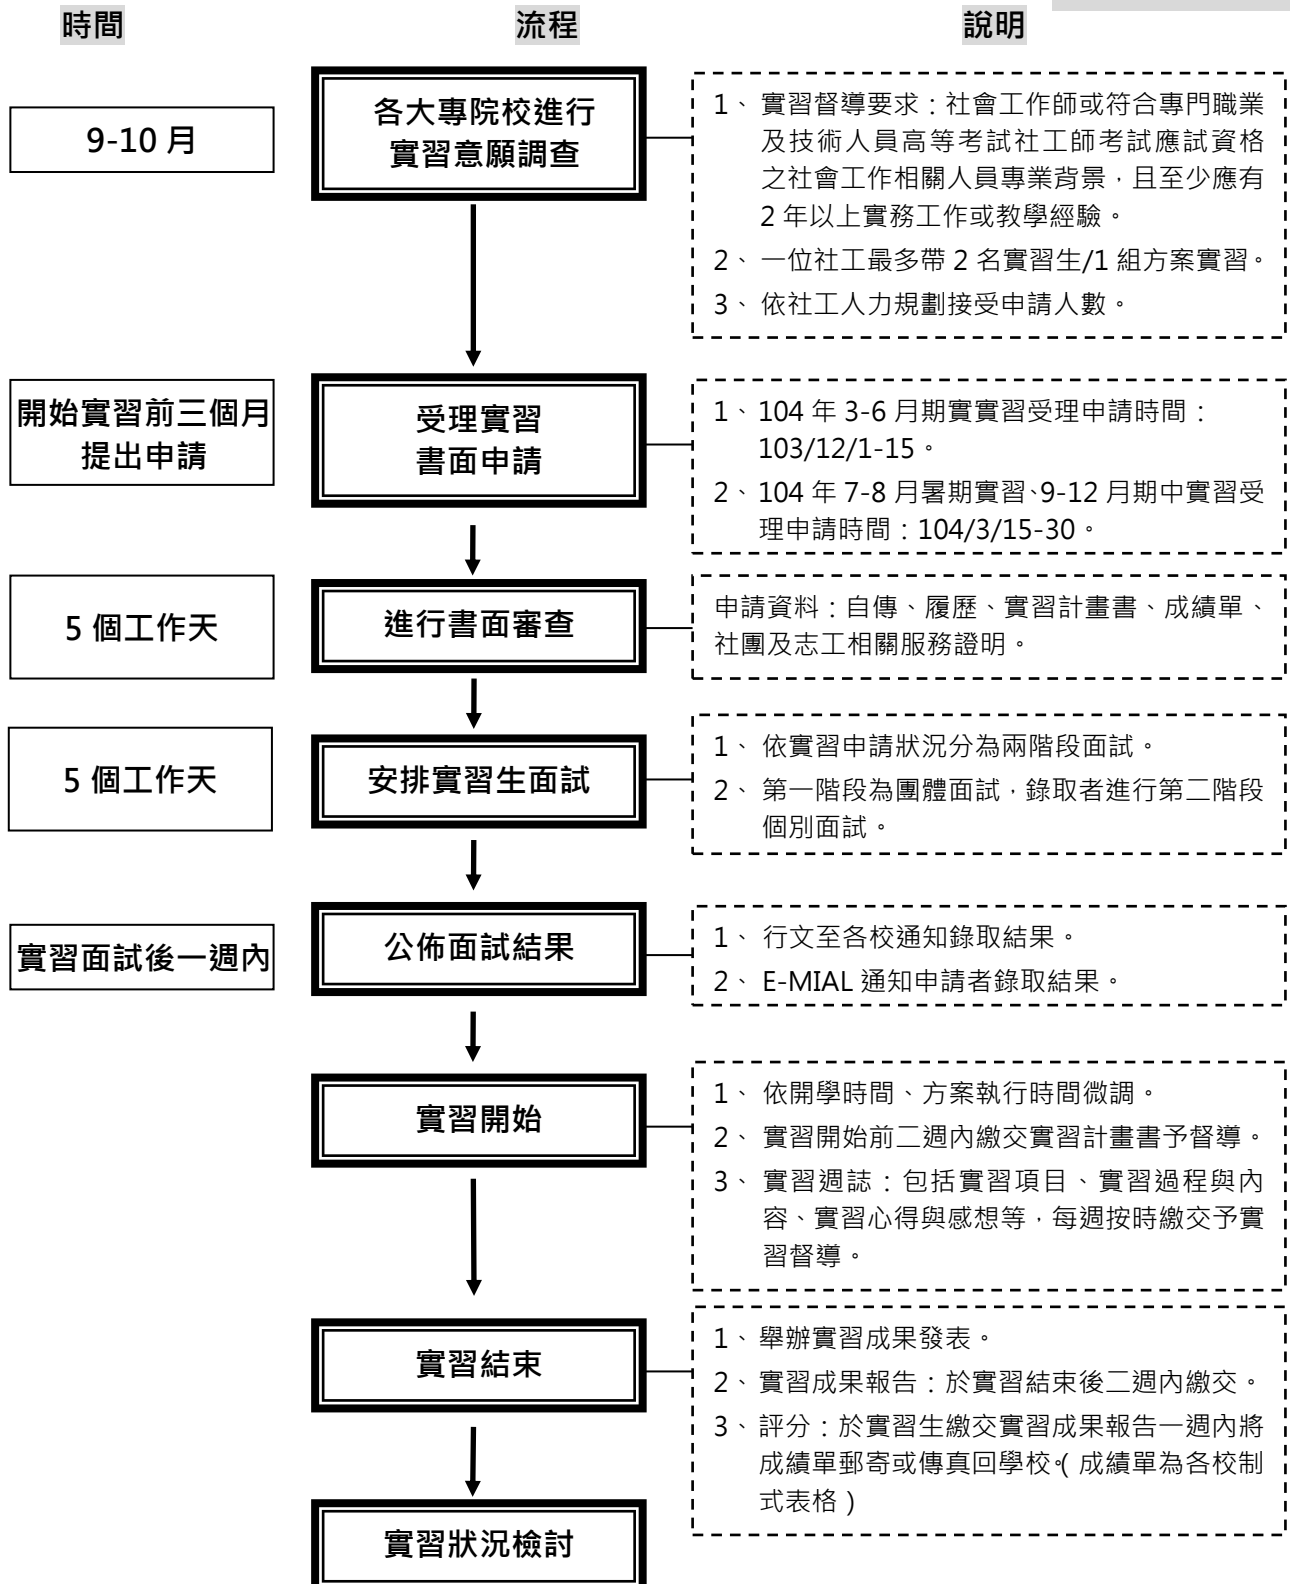 時間 流程 說明
9-10 月
各大專院校進行
實習意願調查
1、 實習督導要求：社會工作師或符合專門職業
及技術人員高等考試社工師考試應試資格
之社會工作相關人員專業背景，且至少應有
2 年以上實務工作或教學經驗。
2、 一位社工最多帶 2 名實習生/1 組方案實習。
3、 依社工人力規劃接受申請人數。
開始實習前三個月
提出申請
受理實習
書面申請
1、 104 年 3-6 月期實實習受理申請時間：
103/12/1-15。
2、 104 年 7-8 月暑期實習、9-12 月期中實習受
理申請時間：104/3/15-30。
5 個工作天
進行書面審查
申請資料：自傳、履歷、實習計畫書、成績單、
社團及志工相關服務證明。
5 個工作天
安排實習生面試
1、 依實習申請狀況分為兩階段面試。
2、 第一階段為團體面試，錄取者進行第二階段
個別面試。
實習面試後一週內
公佈面試結果
1、 行文至各校通知錄取結果。
2、 E-MIAL 通知申請者錄取結果。
實習開始
1、 依開學時間、方案執行時間微調。
2、 實習開始前二週內繳交實習計畫書予督導。
3、 實習週誌：包括實習項目、實習過程與內
容、實習心得與感想等，每週按時繳交予實
習督導。
實習結束
1、 舉辦實習成果發表。
2、 實習成果報告：於實習結束後二週內繳交。
3、 評分：於實習生繳交實習成果報告一週內將
成績單郵寄或傳真回學校。(成績單為各校制
式表格)
實習狀況檢討